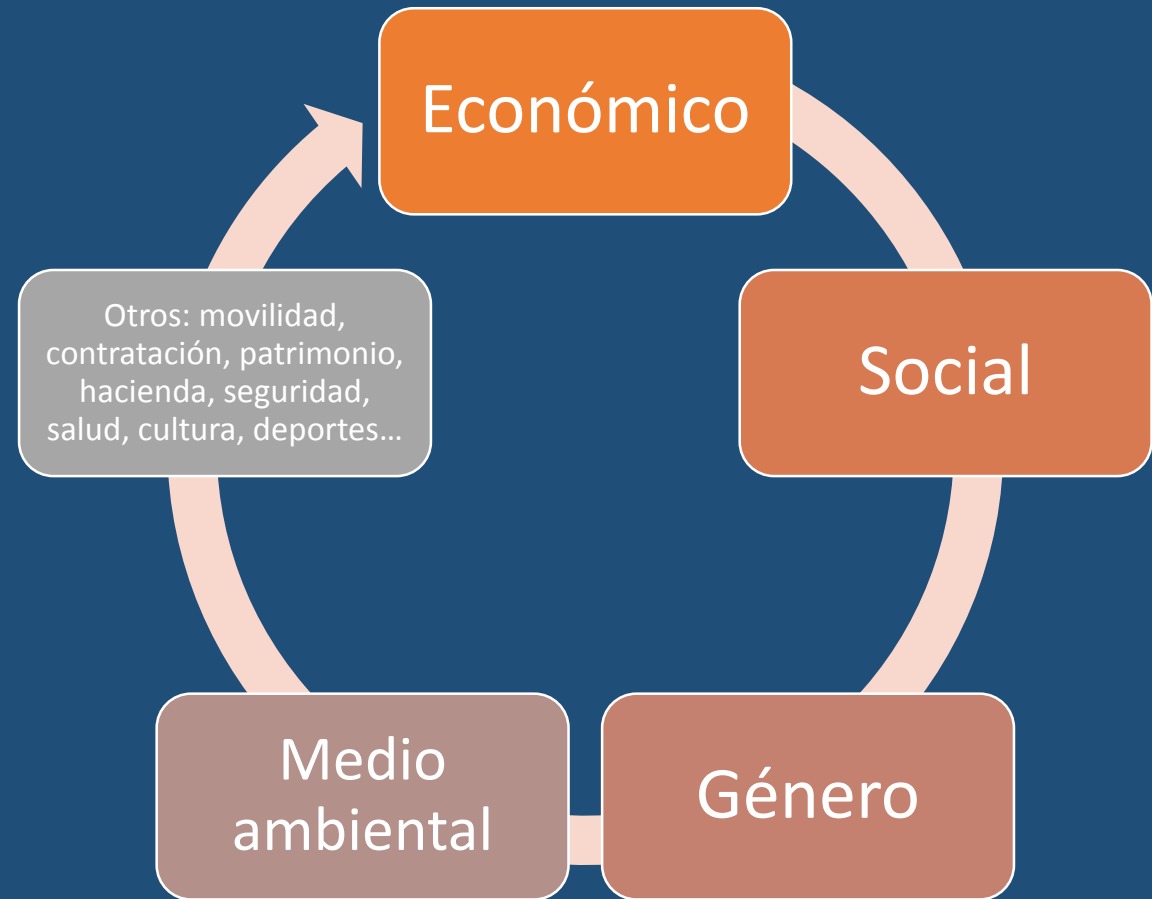 Económico
Social
Género
Medio
ambiental
Otros: movilidad,
contratación, patrimonio,
hacienda, seguridad,
salud, cultura, deportes…